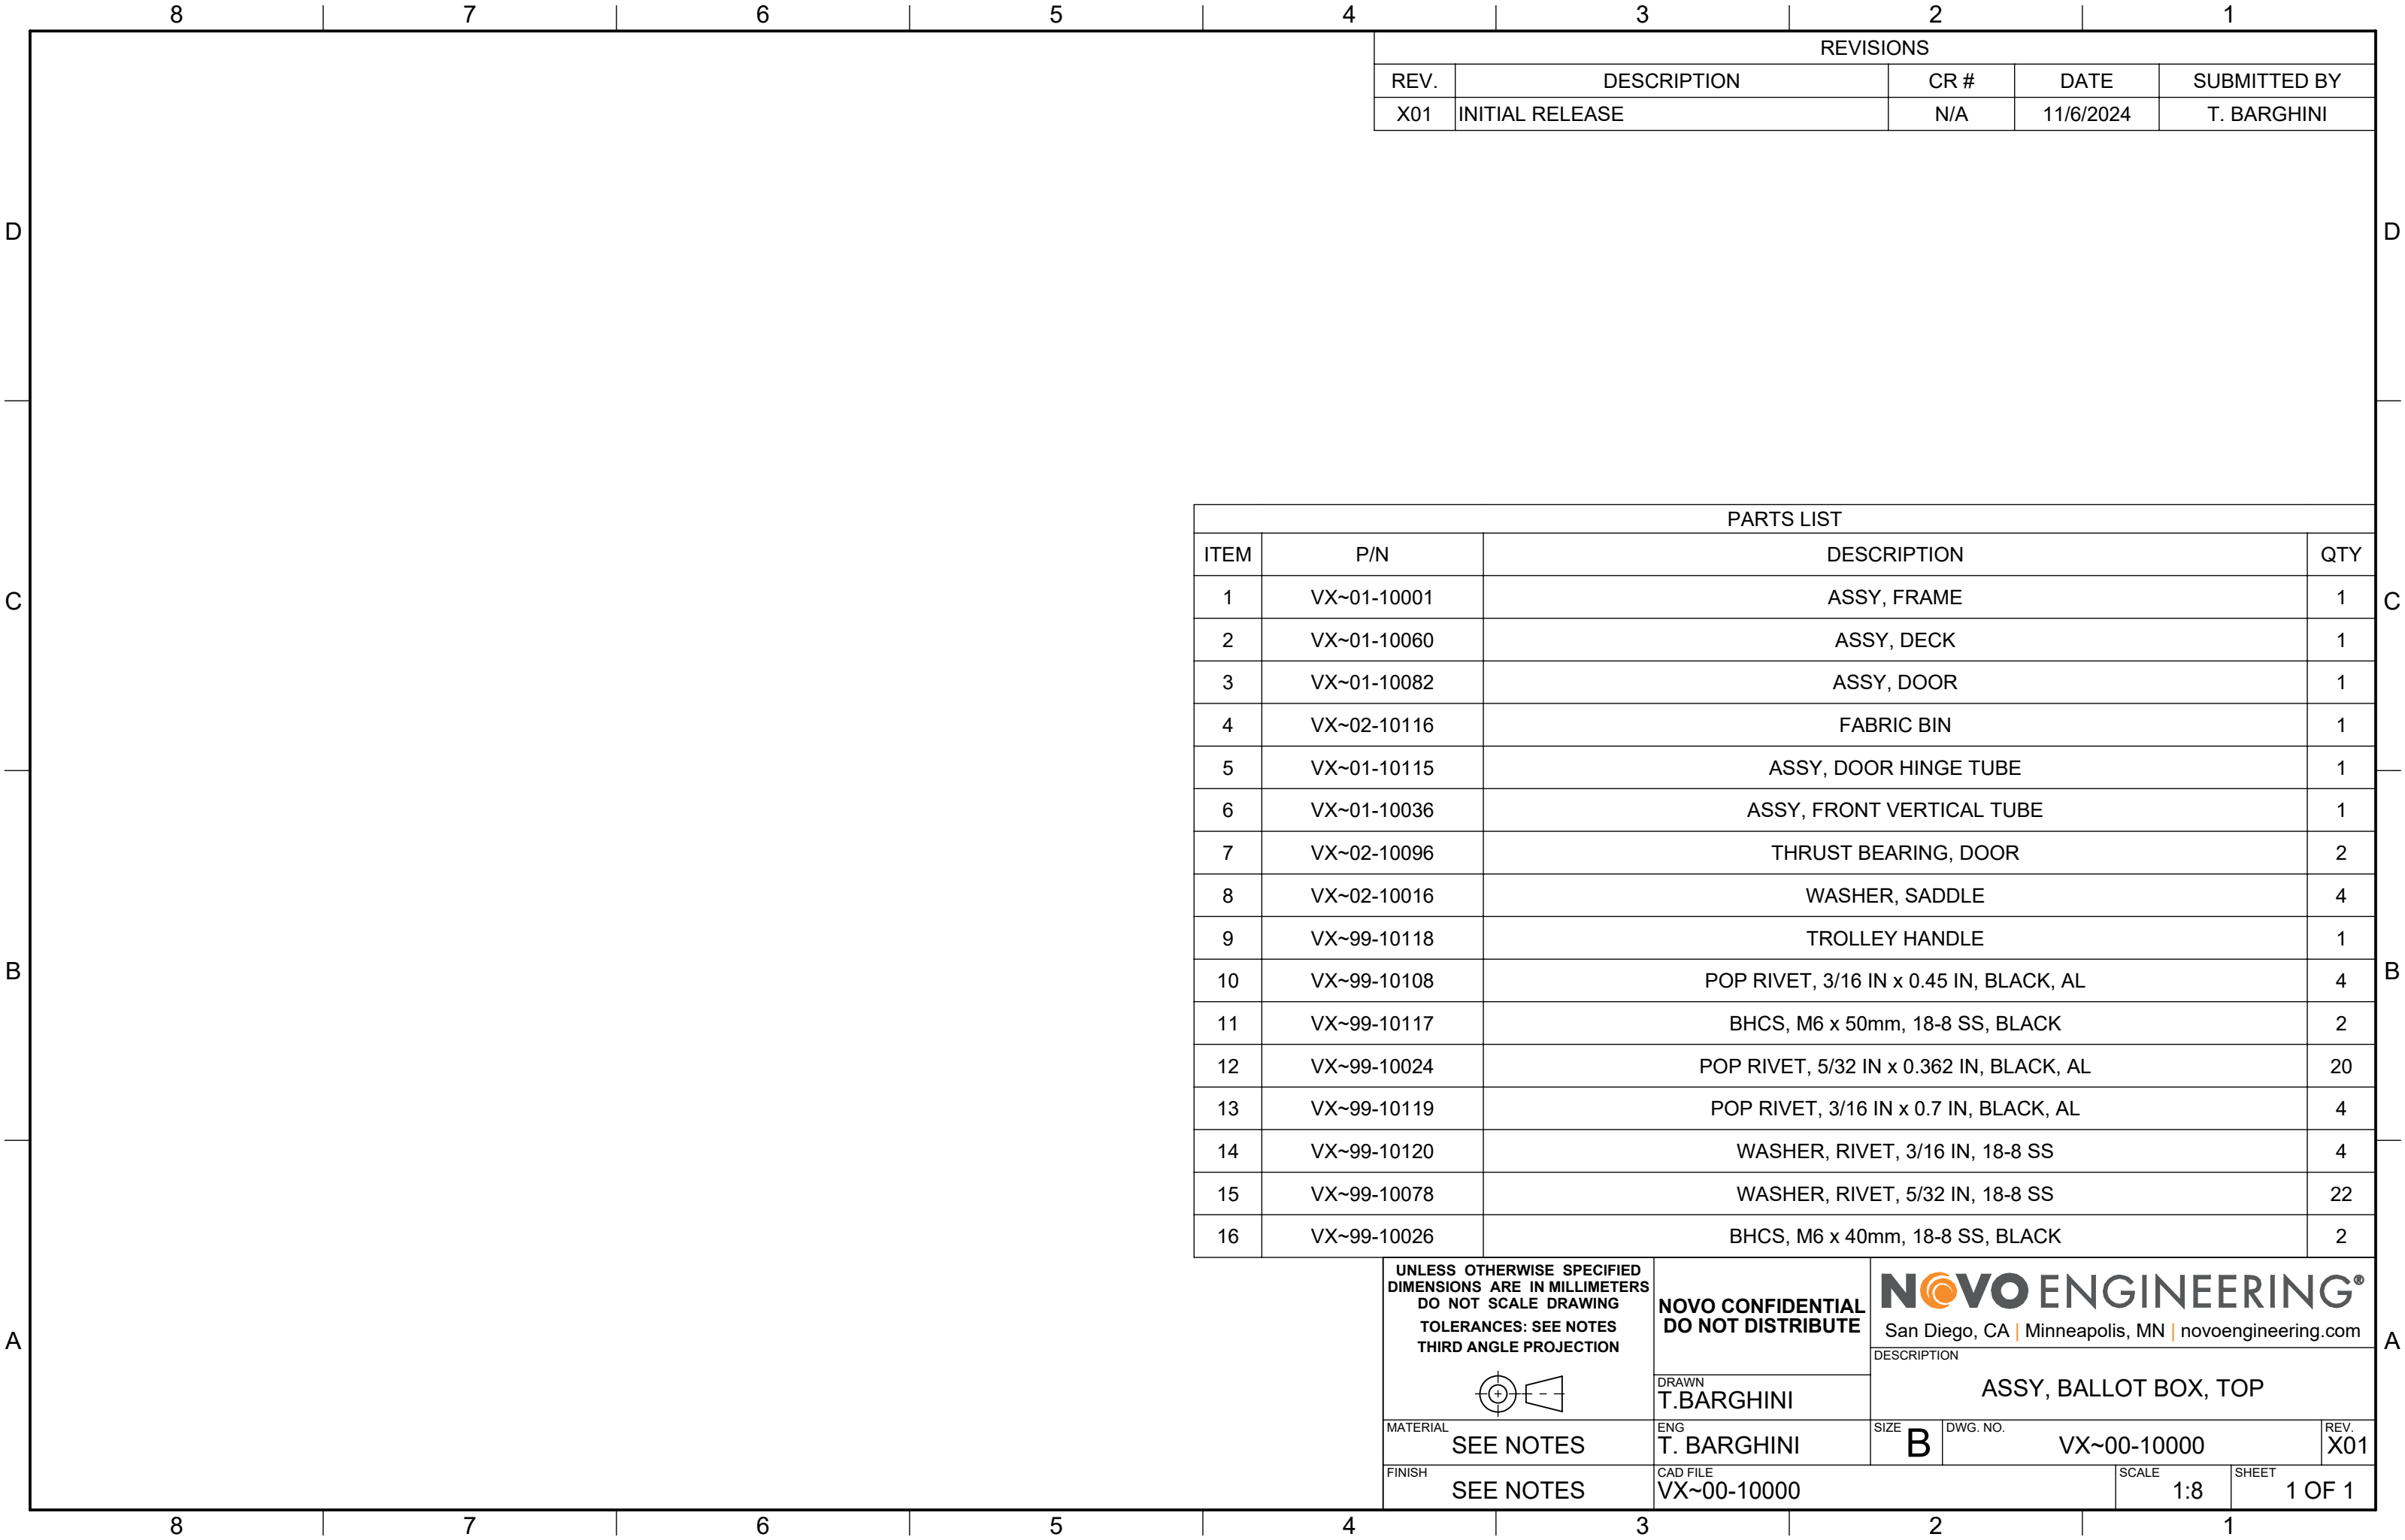 8 7 6 5 4 3 2 1
REVISIONS
REV. DESCRIPTION CR # DATE SUBMITTED BY
X01 INITIAL RELEASE N/A 11/6/2024 T. BARGHINI
D D
PARTS LIST
ITEM P/N DESCRIPTION QTY
1 VX~01-10001 ASSY, FRAME 1
C C
2 VX~01-10060 ASSY, DECK 1
3 VX~01-10082 ASSY, DOOR 1
4 VX~02-10116 FABRIC BIN 1
5 VX~01-10115 ASSY, DOOR HINGE TUBE 1
6 VX~01-10036 ASSY, FRONT VERTICAL TUBE 1
7 VX~02-10096 THRUST BEARING, DOOR 2
8 VX~02-10016 WASHER, SADDLE 4
9 VX~99-10118 TROLLEY HANDLE 1
B B
10 VX~99-10108 POP RIVET, 3/16 IN x 0.45 IN, BLACK, AL 4
11 VX~99-10117 BHCS, M6 x 50mm, 18-8 SS, BLACK 2
12 VX~99-10024 POP RIVET, 5/32 IN x 0.362 IN, BLACK, AL 20
13 VX~99-10119 POP RIVET, 3/16 IN x 0.7 IN, BLACK, AL 4
14 VX~99-10120 WASHER, RIVET, 3/16 IN, 18-8 SS 4
15 VX~99-10078 WASHER, RIVET, 5/32 IN, 18-8 SS 22
16 VX~99-10026 BHCS, M6 x 40mm, 18-8 SS, BLACK 2
UNLESS OTHERWISE SPECIFIED
DIMENSIONS ARE IN MILLIMETERS
DO NOT SCALE DRAWING
TOLERANCES: SEE NOTES
THIRD ANGLE PROJECTION
NOVO CONFIDENTIAL
DO NOT DISTRIBUTE
NOVO ENGINEERING®
San Diego, CA | Minneapolis, MN | novoengineering.com
A A
DESCRIPTION
ASSY, BALLOT BOX, TOP
DRAWN
T.BARGHINI
MATERIAL
SEE NOTES
ENG
T. BARGHINI
SIZE
B
DWG. NO.
VX~00-10000
REV.
X01
FINISH
SEE NOTES
CAD FILE
VX~00-10000
SCALE
1:8
SHEET
1 OF 1
8 7 6 5 4 3 2 1